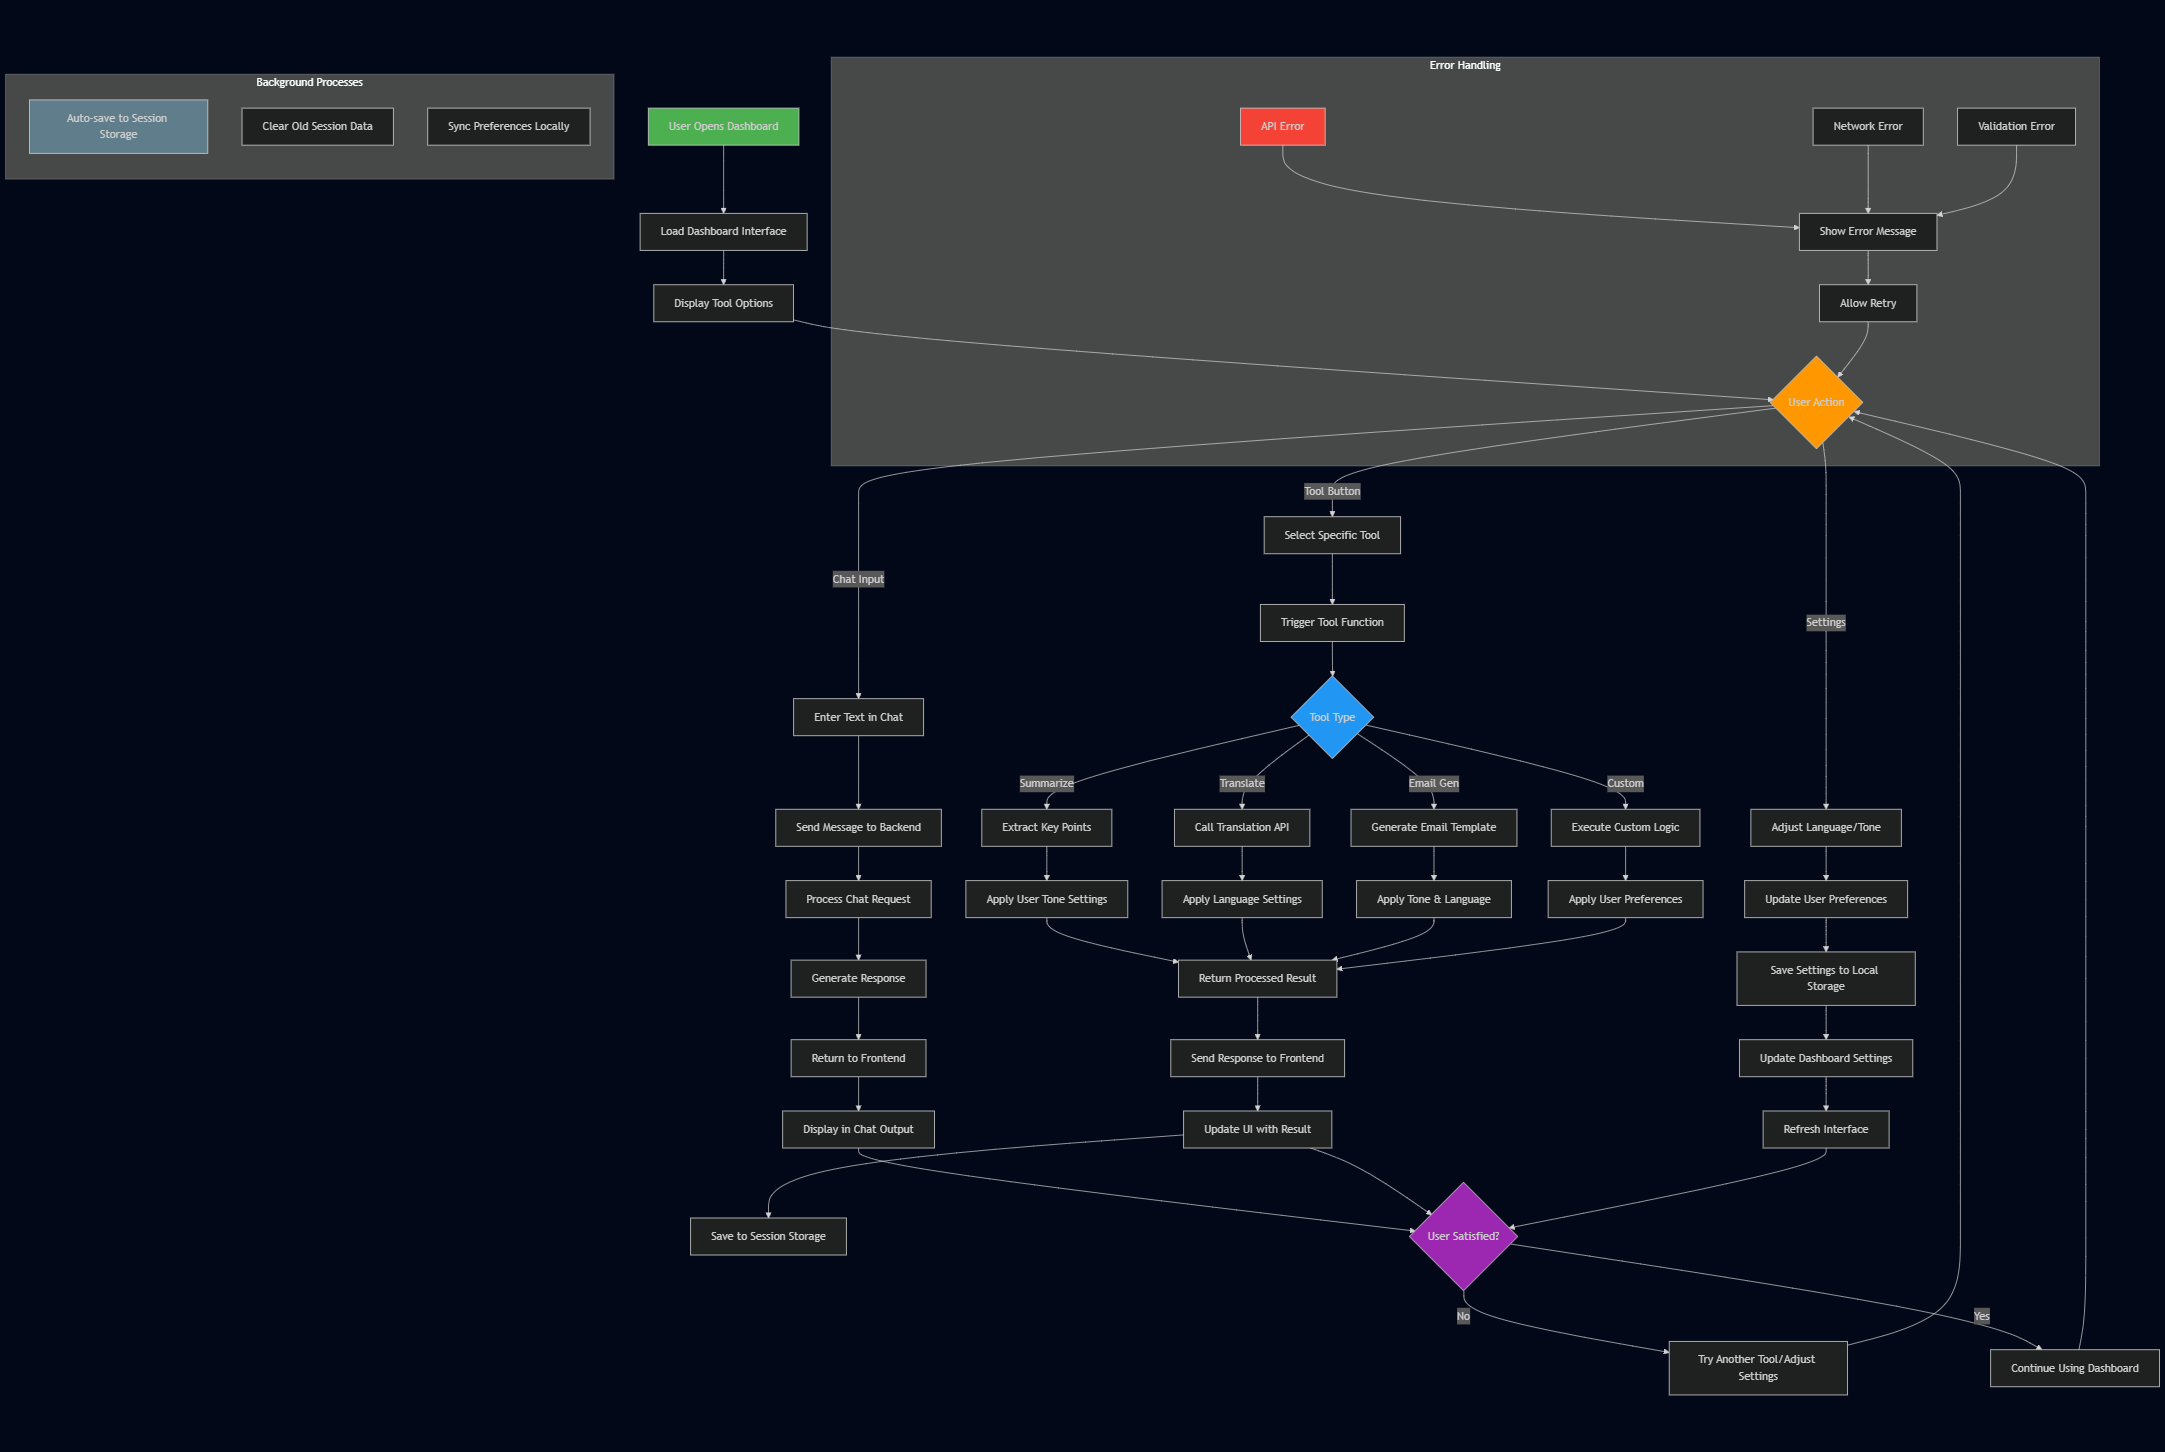 Error Handling
Background Processes
Auto-save to Session
Storage
Clear Old Session Data
Sync Preferences Locally
User Opens Dashboard
API Error
Network Error
Validation Error
Load Dashboard Interface
Show Error Message
Display Tool Options
Allow Retry
User Action
Tool Button
Select Specific Tool
Chat Input
Trigger Tool Function
Settings
Enter Text in Chat
Tool Type
Summarize
Translate
Email Gen
Custom
Send Message to Backend
Extract Key Points
Call Translation API
Generate Email Template
Execute Custom Logic
Adjust Language/Tone
Process Chat Request
Apply User Tone Settings
Apply Language Settings
Apply Tone & Language
Apply User Preferences
Update User Preferences
Generate Response
Return Processed Result
Save Settings to Local
Storage
Return to Frontend
Send Response to Frontend
Update Dashboard Settings
Display in Chat Output
Update UI with Result
Refresh Interface
Save to Session Storage
User Satisfied?
No
Yes
Try Another Tool/Adjust
Settings
Continue Using Dashboard